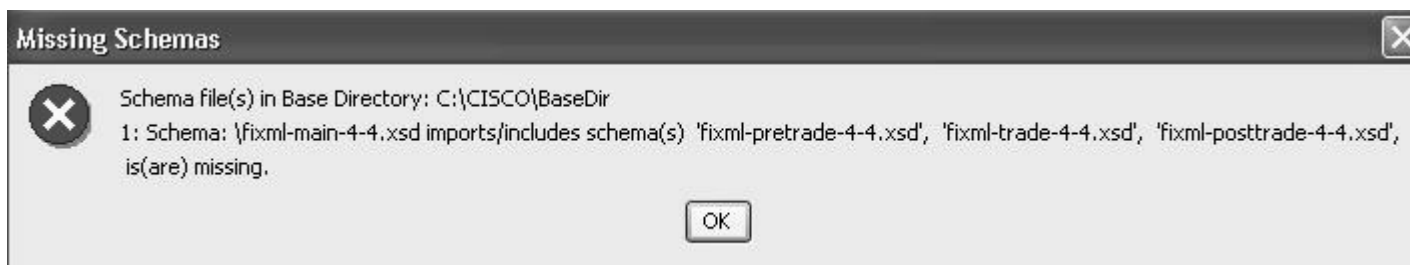 Missing Schemas
Schema file(s) in Base Directory: C:\CISCO\BaseDir
1: Schema: \fixml-main-4-4.xsd imports/includes schema(s) 'fixml-pretrade-4-4.xsd', 'fixml-trade-4-4.xsd', 'fixml-posttrade-4-4.xsd',
is(are) missing.
OK